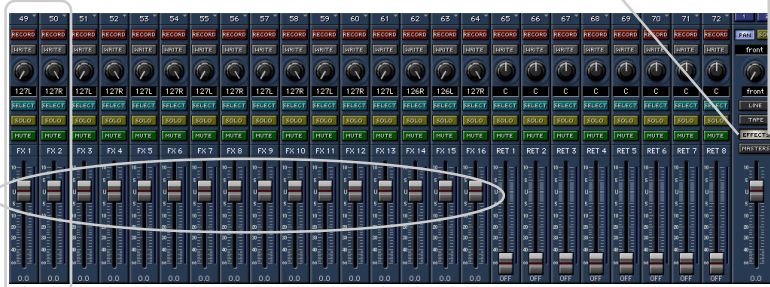 49 50 51 52 53 54 55 56 57 58 59 60 61 62 63 64 65 66 67 68 69 70 71 72 1
RECORD RECORD RECORD RECORD RECORD RECORD RECORD RECORD RECORD RECORD RECORD RECORD RECORD RECORD RECORD RECORD RECORD RECORD RECORD RECORD RECORD RECORD RECORD RECORD PAN
WRITE WRITE WRITE WRITE WRITE WRITE WRITE WRITE WRITE WRITE WRITE WRITE WRITE WRITE WRITE WRITE WRITE WRITE WRITE WRITE WRITE WRITE WRITE WRITE front
127L 127R 127L 127R 127L 127R 127L 127R 127L 127R 127L 127R 127L 126R 126L 127R C C C C C C C C front
SELECT SELECT SELECT SELECT SELECT SELECT SELECT SELECT SELECT SELECT SELECT SELECT SELECT SELECT SELECT SELECT SELECT SELECT SELECT SELECT SELECT SELECT SELECT SELECT LINE
SOLO SOLO SOLO SOLO SOLO SOLO SOLO SOLO SOLO SOLO SOLO SOLO SOLO SOLO SOLO SOLO SOLO SOLO SOLO SOLO SOLO SOLO SOLO SOLO TAPE
MUTE MUTE MUTE MUTE MUTE MUTE MUTE MUTE MUTE MUTE MUTE MUTE MUTE MUTE MUTE MUTE MUTE MUTE MUTE MUTE MUTE MUTE MUTE MUTE EFFECTS
FX 1 FX 2 FX 3 FX 4 FX 5 FX 6 FX 7 FX 8 FX 9 FX 10 FX 11 FX 12 FX 13 FX 14 FX 15 FX 16 RET 1 RET 2 RET 3 RET 4 RET 5 RET 6 RET 7 RET 8 MASTERS
0.0 0.0 0.0 0.0 0.0 0.0 0.0 0.0 0.0 0.0 0.0 0.0 0.0 0.0 0.0 0.0 OFF OFF OFF OFF OFF OFF OFF OFF 0.0